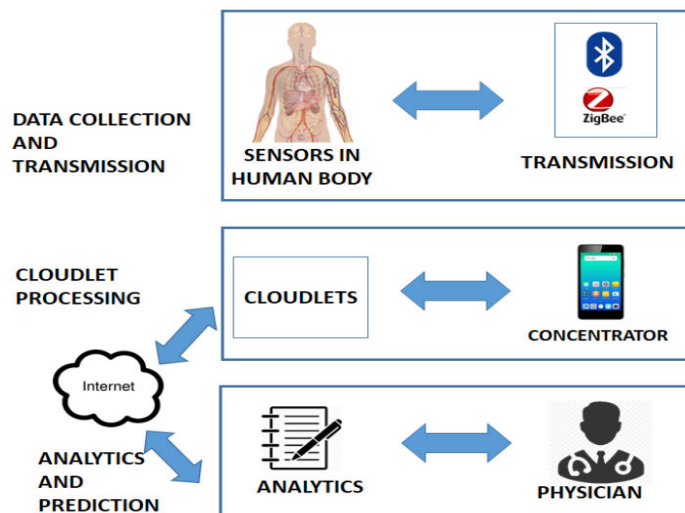 DATA COLLECTION
AND
TRANSMISSION
SENSORS IN
HUMAN BODY
ZigBee
TRANSMISSION
CLOUDLET
PROCESSING
CLOUDLETS
CONCENTRATOR
Internet
ANALYTICS
AND
PREDICTION
ANALYTICS
PHYSICIAN